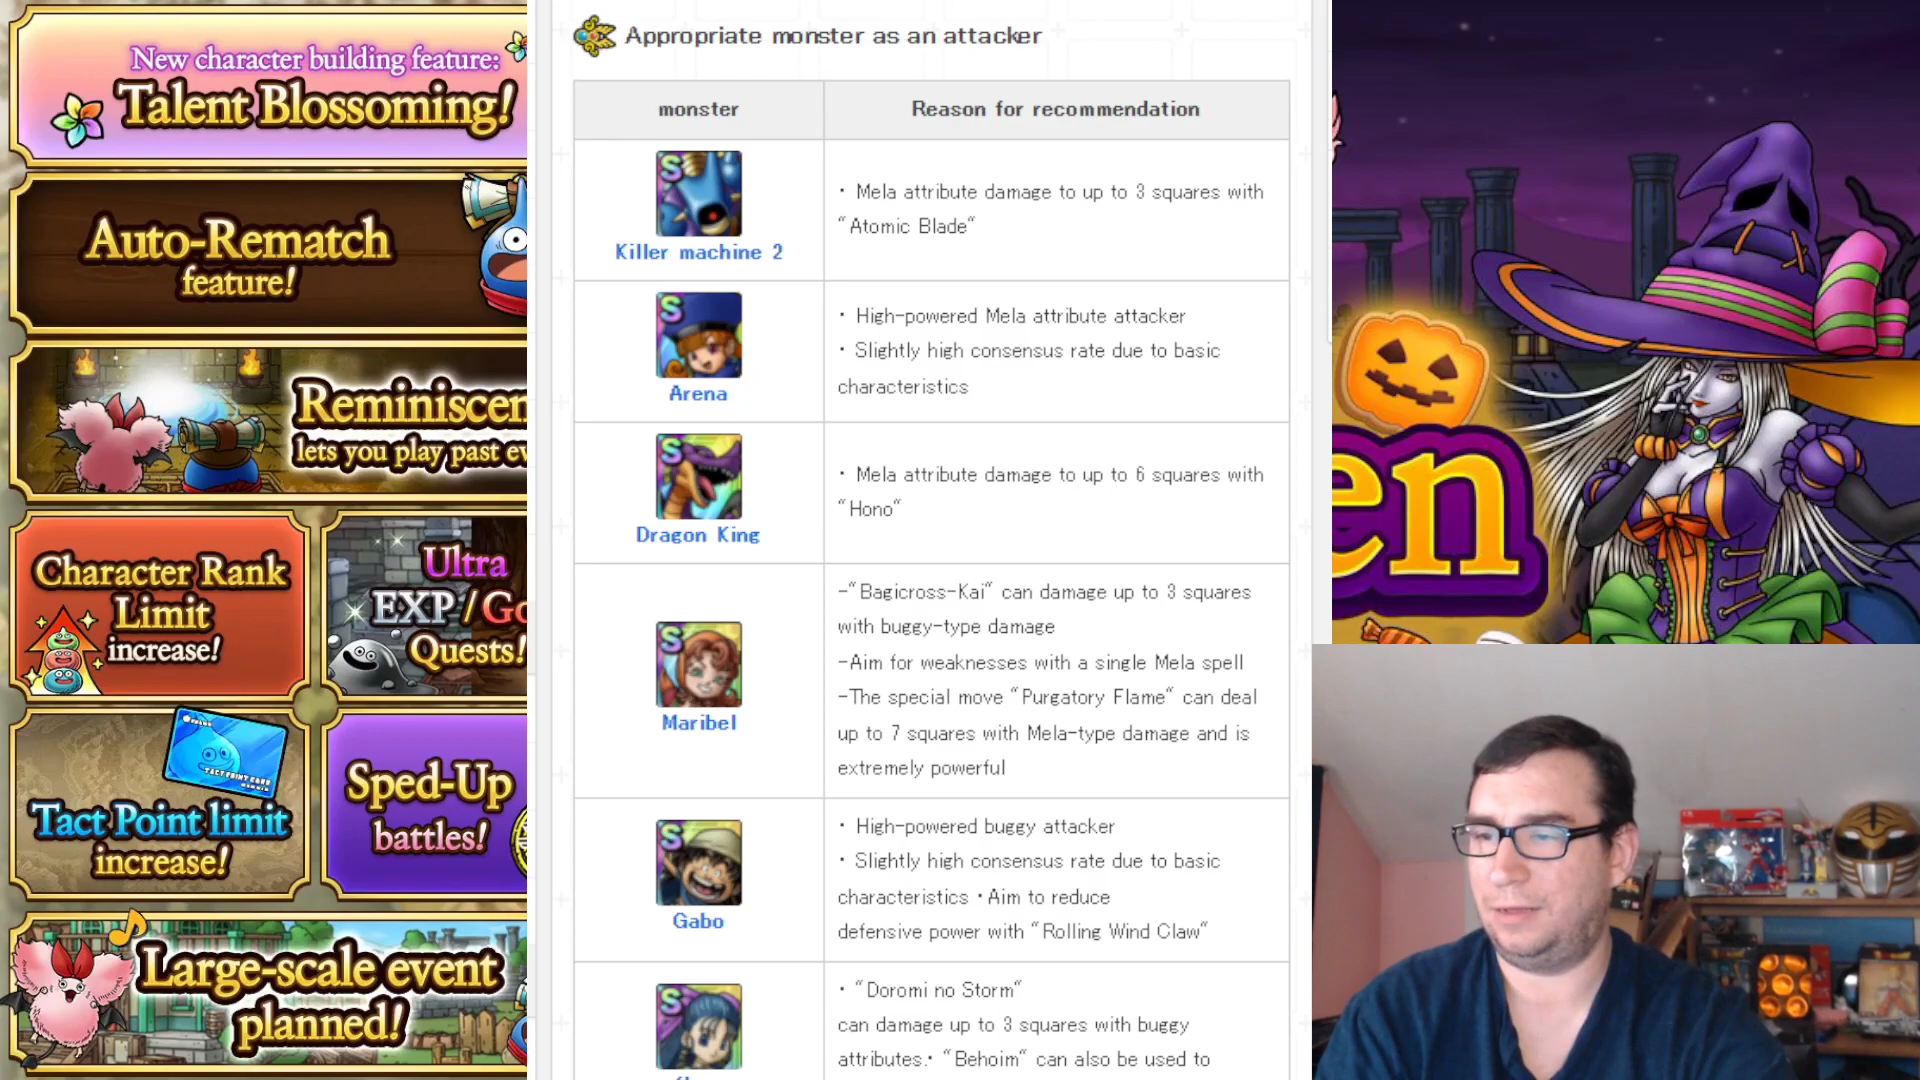 New character building feature:
Talent Blossoming!
Auto-Rematch
feature!
Reminiscen
lets you play past ev
Character Rank
Limit
increase!
Ultra
EXP/Go
Quests!
TACT POINT CARD
Tact Point limit
increase!
Sped-Up
battles!
Large-scale event
planned!
Appropriate monster as an attacker
monster
Reason for recommendation
S
Killer machine 2
・ Mela attribute damage to up to 3 squares with
“Atomic Blade”
S
Arena
・ High-powered Mela attribute attacker
・ Slightly high consensus rate due to basic
characteristics
S
Dragon King
・ Mela attribute damage to up to 6 squares with
“Hono”
S
Maribel
-“Bagicross-Kai” can damage up to 3 squares
with buggy-type damage
-Aim for weaknesses with a single Mela spell
-The special move “Purgatory Flame” can deal
up to 7 squares with Mela-type damage and is
extremely powerful
S
Gabo
・ High-powered buggy attacker
・ Slightly high consensus rate due to basic
characteristics ・Aim to reduce
defensive power with “Rolling Wind Claw”
S
・ “Doromi no Storm”
can damage up to 3 squares with buggy
attributes.・ “Behoim” can also be used to
en